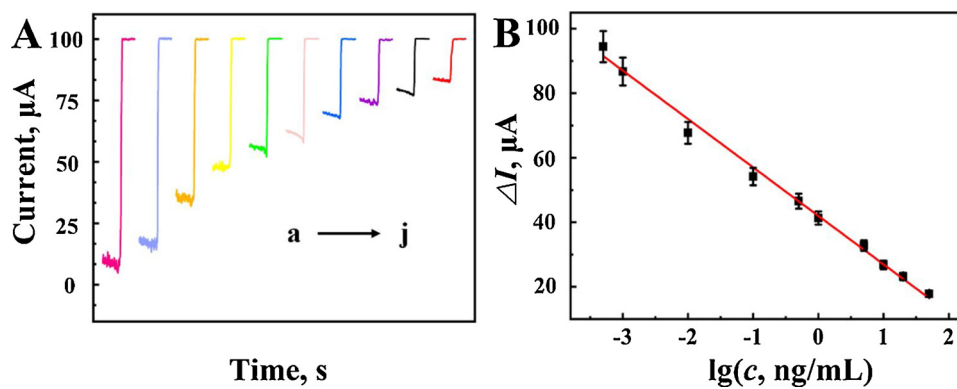 A
Current, μA
100
75
50
25
0
a
j
Time, s
B
ΔI, μA
100
80
60
40
20
-3
-2
-1
0
1
2
lg(c, ng/mL)